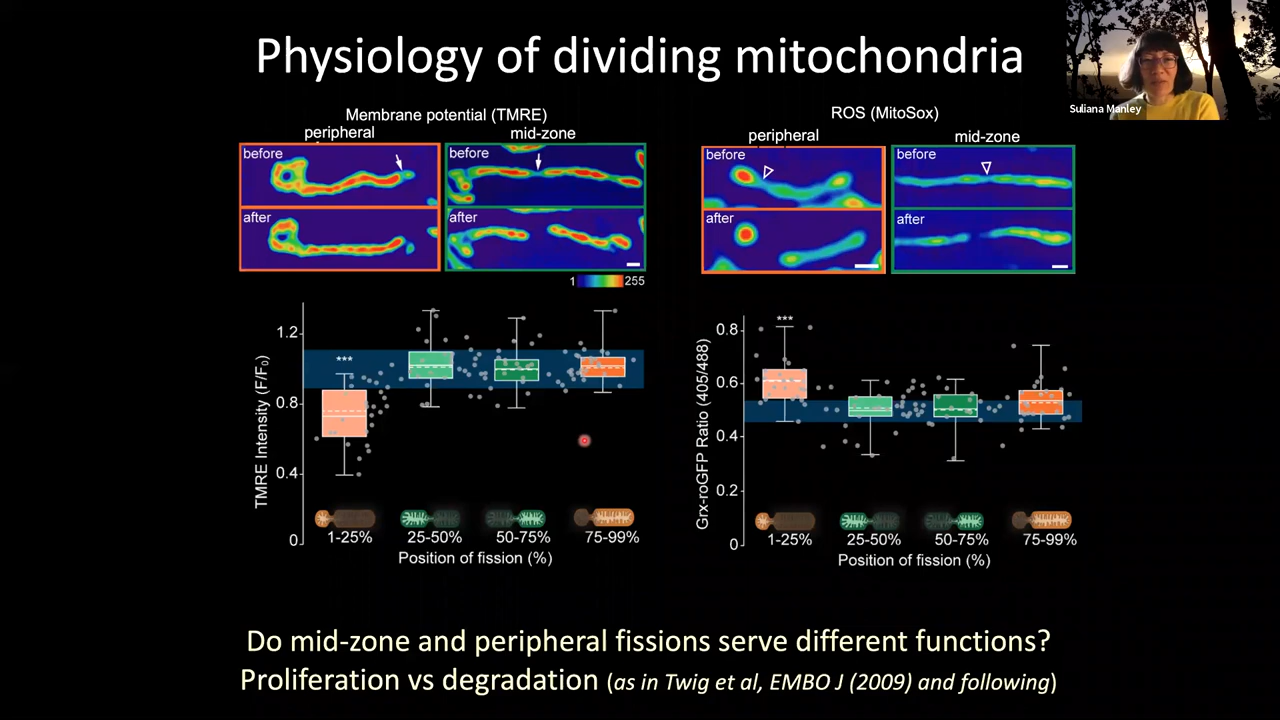 Physiology of dividing mitochondria
Suliana Manley
Membrane potential (TMRE)
peripheral
mid-zone
before
before
after
after
1
255
ROS (MitoSox)
peripheral
mid-zone
before
before
after
after
TMRE Intensity (F/F₀)
1.2
0.8
0.4
0
***
1-25%
25-50%
50-75%
75-99%
Position of fission (%)
Grx-roGFP Ratio (405/488)
0.8
0.6
0.4
0.2
0
***
1-25%
25-50%
50-75%
75-99%
Position of fission (%)
Do mid-zone and peripheral fissions serve different functions?
Proliferation vs degradation (as in Twig et al, EMBO J (2009) and following)